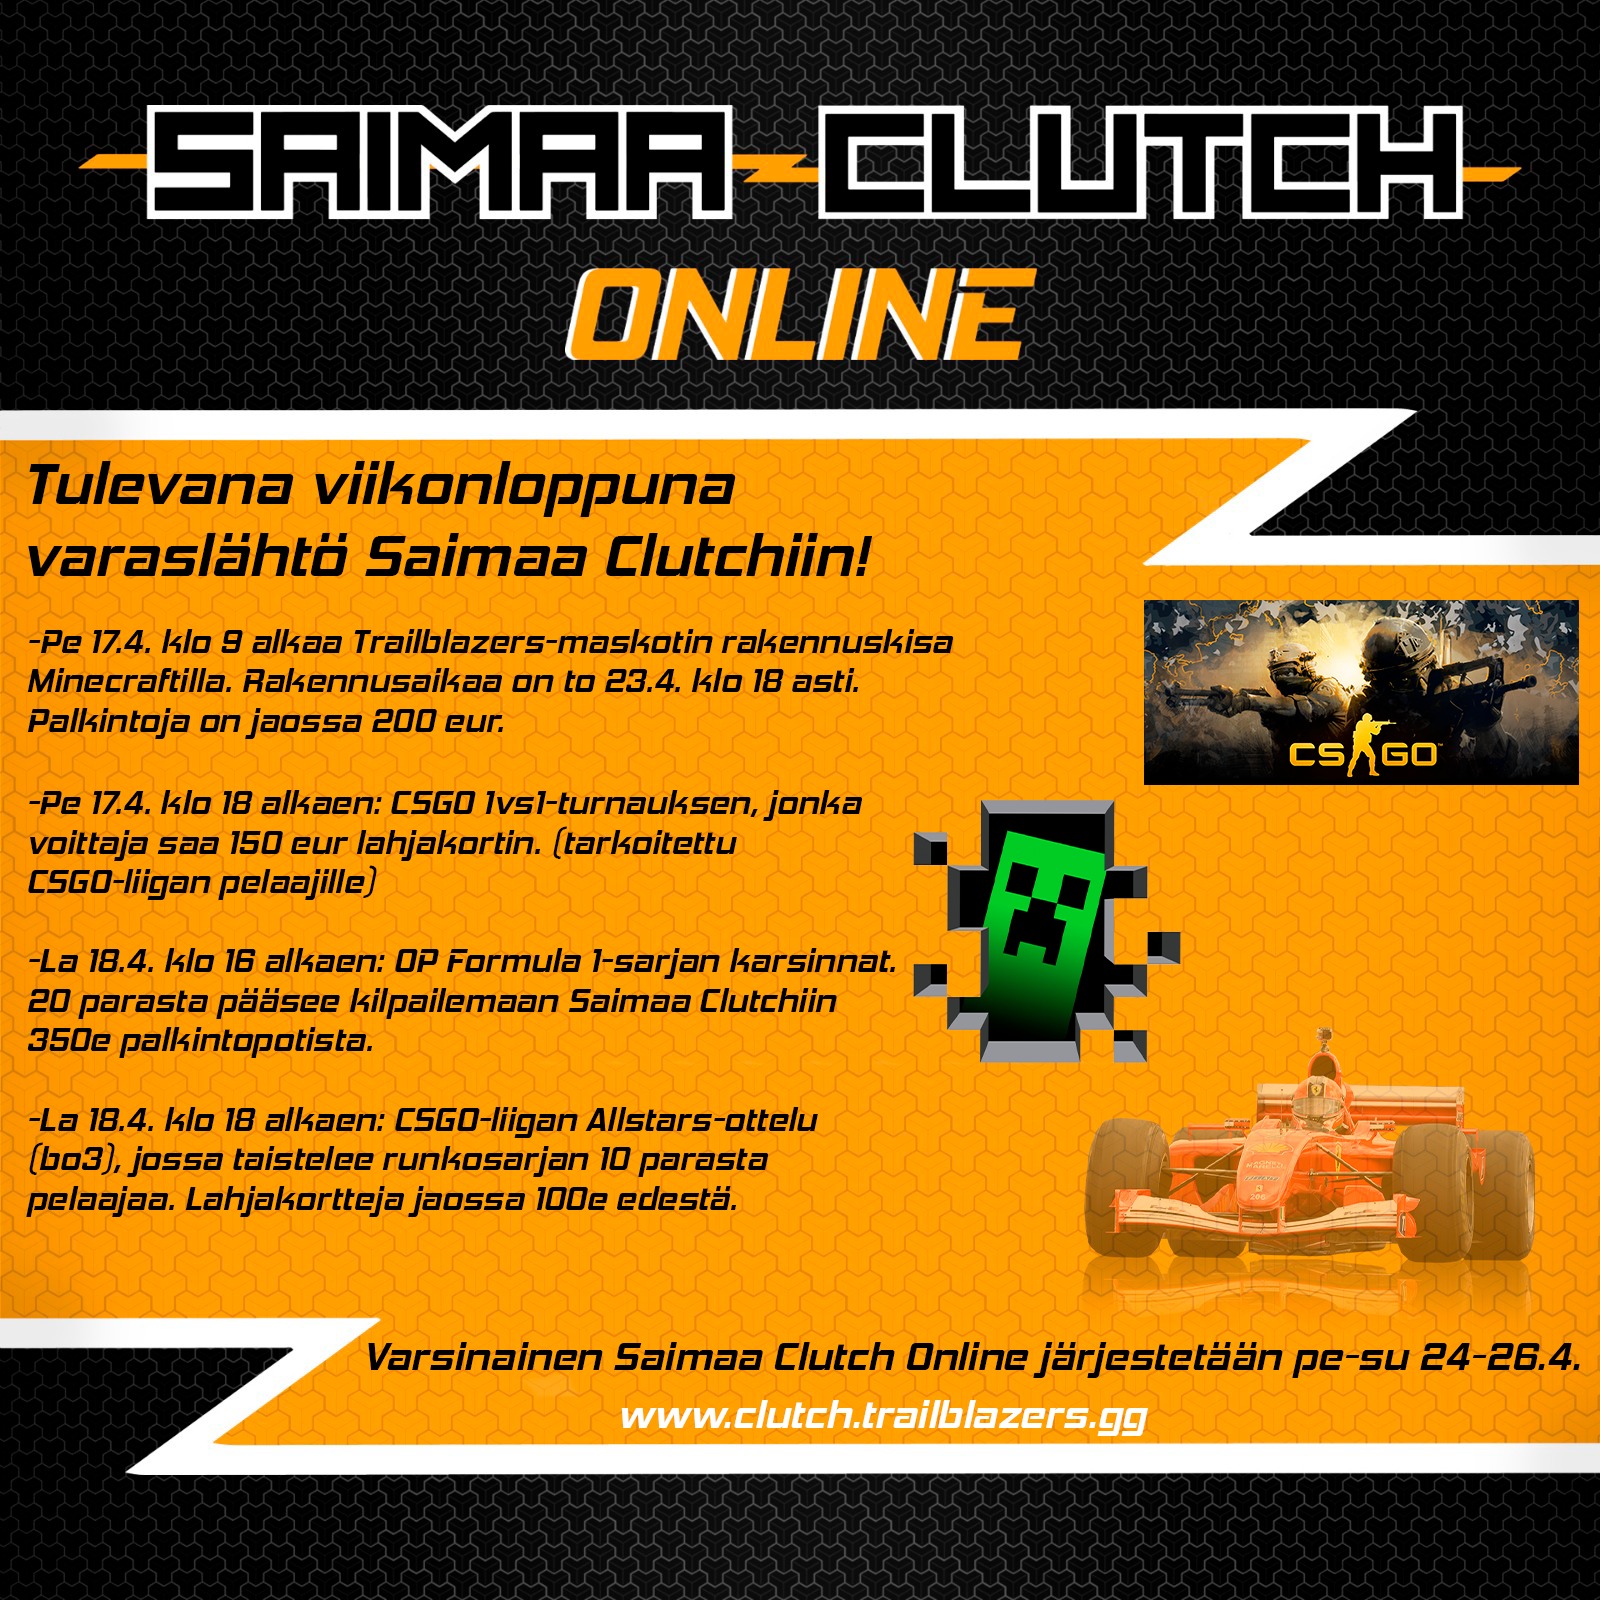 SAIMAA CLUTCH
ONLINE
Tulevana viikonloppuna
varaslähtö Saimaa Clutchiin!
-Pe 17.4. klo 9 alkaa Trailblazers-maskotin rakennuskisa
Minecraftilla. Rakennusaikaa on to 23.4. klo 18 asti.
Palkintoja on jaossa 200 eur.
CS GO
-Pe 17.4. klo 18 alkaen: CSGO 1vs1-turnauksen, jonka
voittaja saa 150 eur lahjakortin. (tarkoitettu
CSGO-liigan pelaajille)
-La 18.4. klo 16 alkaen: OP Formula 1-sarjan karsinnat.
20 parasta pääsee kilpailemaan Saimaa Clutchiin
350e palkintopotista.
-La 18.4. klo 18 alkaen: CSGO-liigan Allstars-ottelu
(bo3), jossa taistelee runkosarjan 10 parasta
pelaajaa. Lahjakortteja jaossa 100e edestä.
Varsinainen Saimaa Clutch Online järjestetään pe-su 24-26.4.
www.clutch.trailblazers.gg